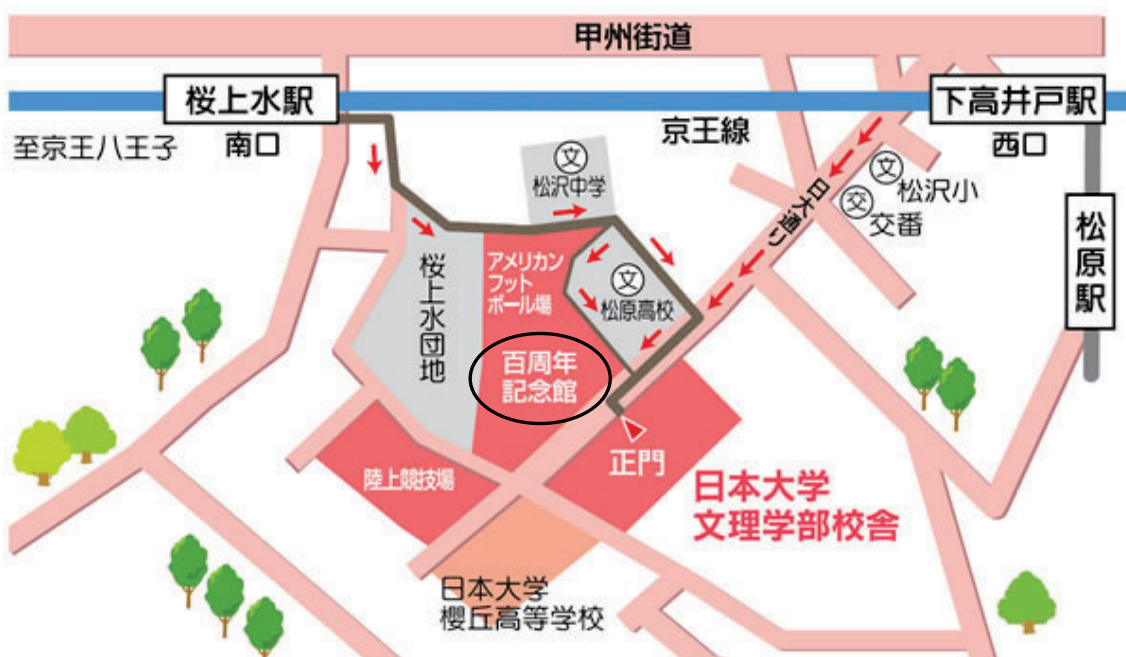 甲州街道
桜上水駅
下高井戸駅
至京王八王子
南口
京王線
西口
文
松沢中学
文
松沢小
交
交番
日大通り
松原駅
アメリカン
フット
ボール場
文
松原高校
桜上水団地
百周年
記念館
正門
陸上競技場
日本大学
文理学部校舎
日本大学
櫻丘高等学校